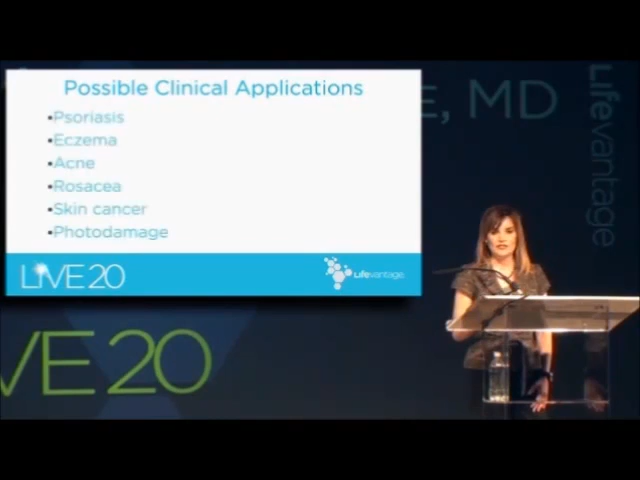 Possible Clinical Applications
•Psoriasis
•Eczema
•Acne
•Rosacea
•Skin cancer
•Photodamage
LIVE20
Lifevantage
E, MD
Lifevantage
VE20